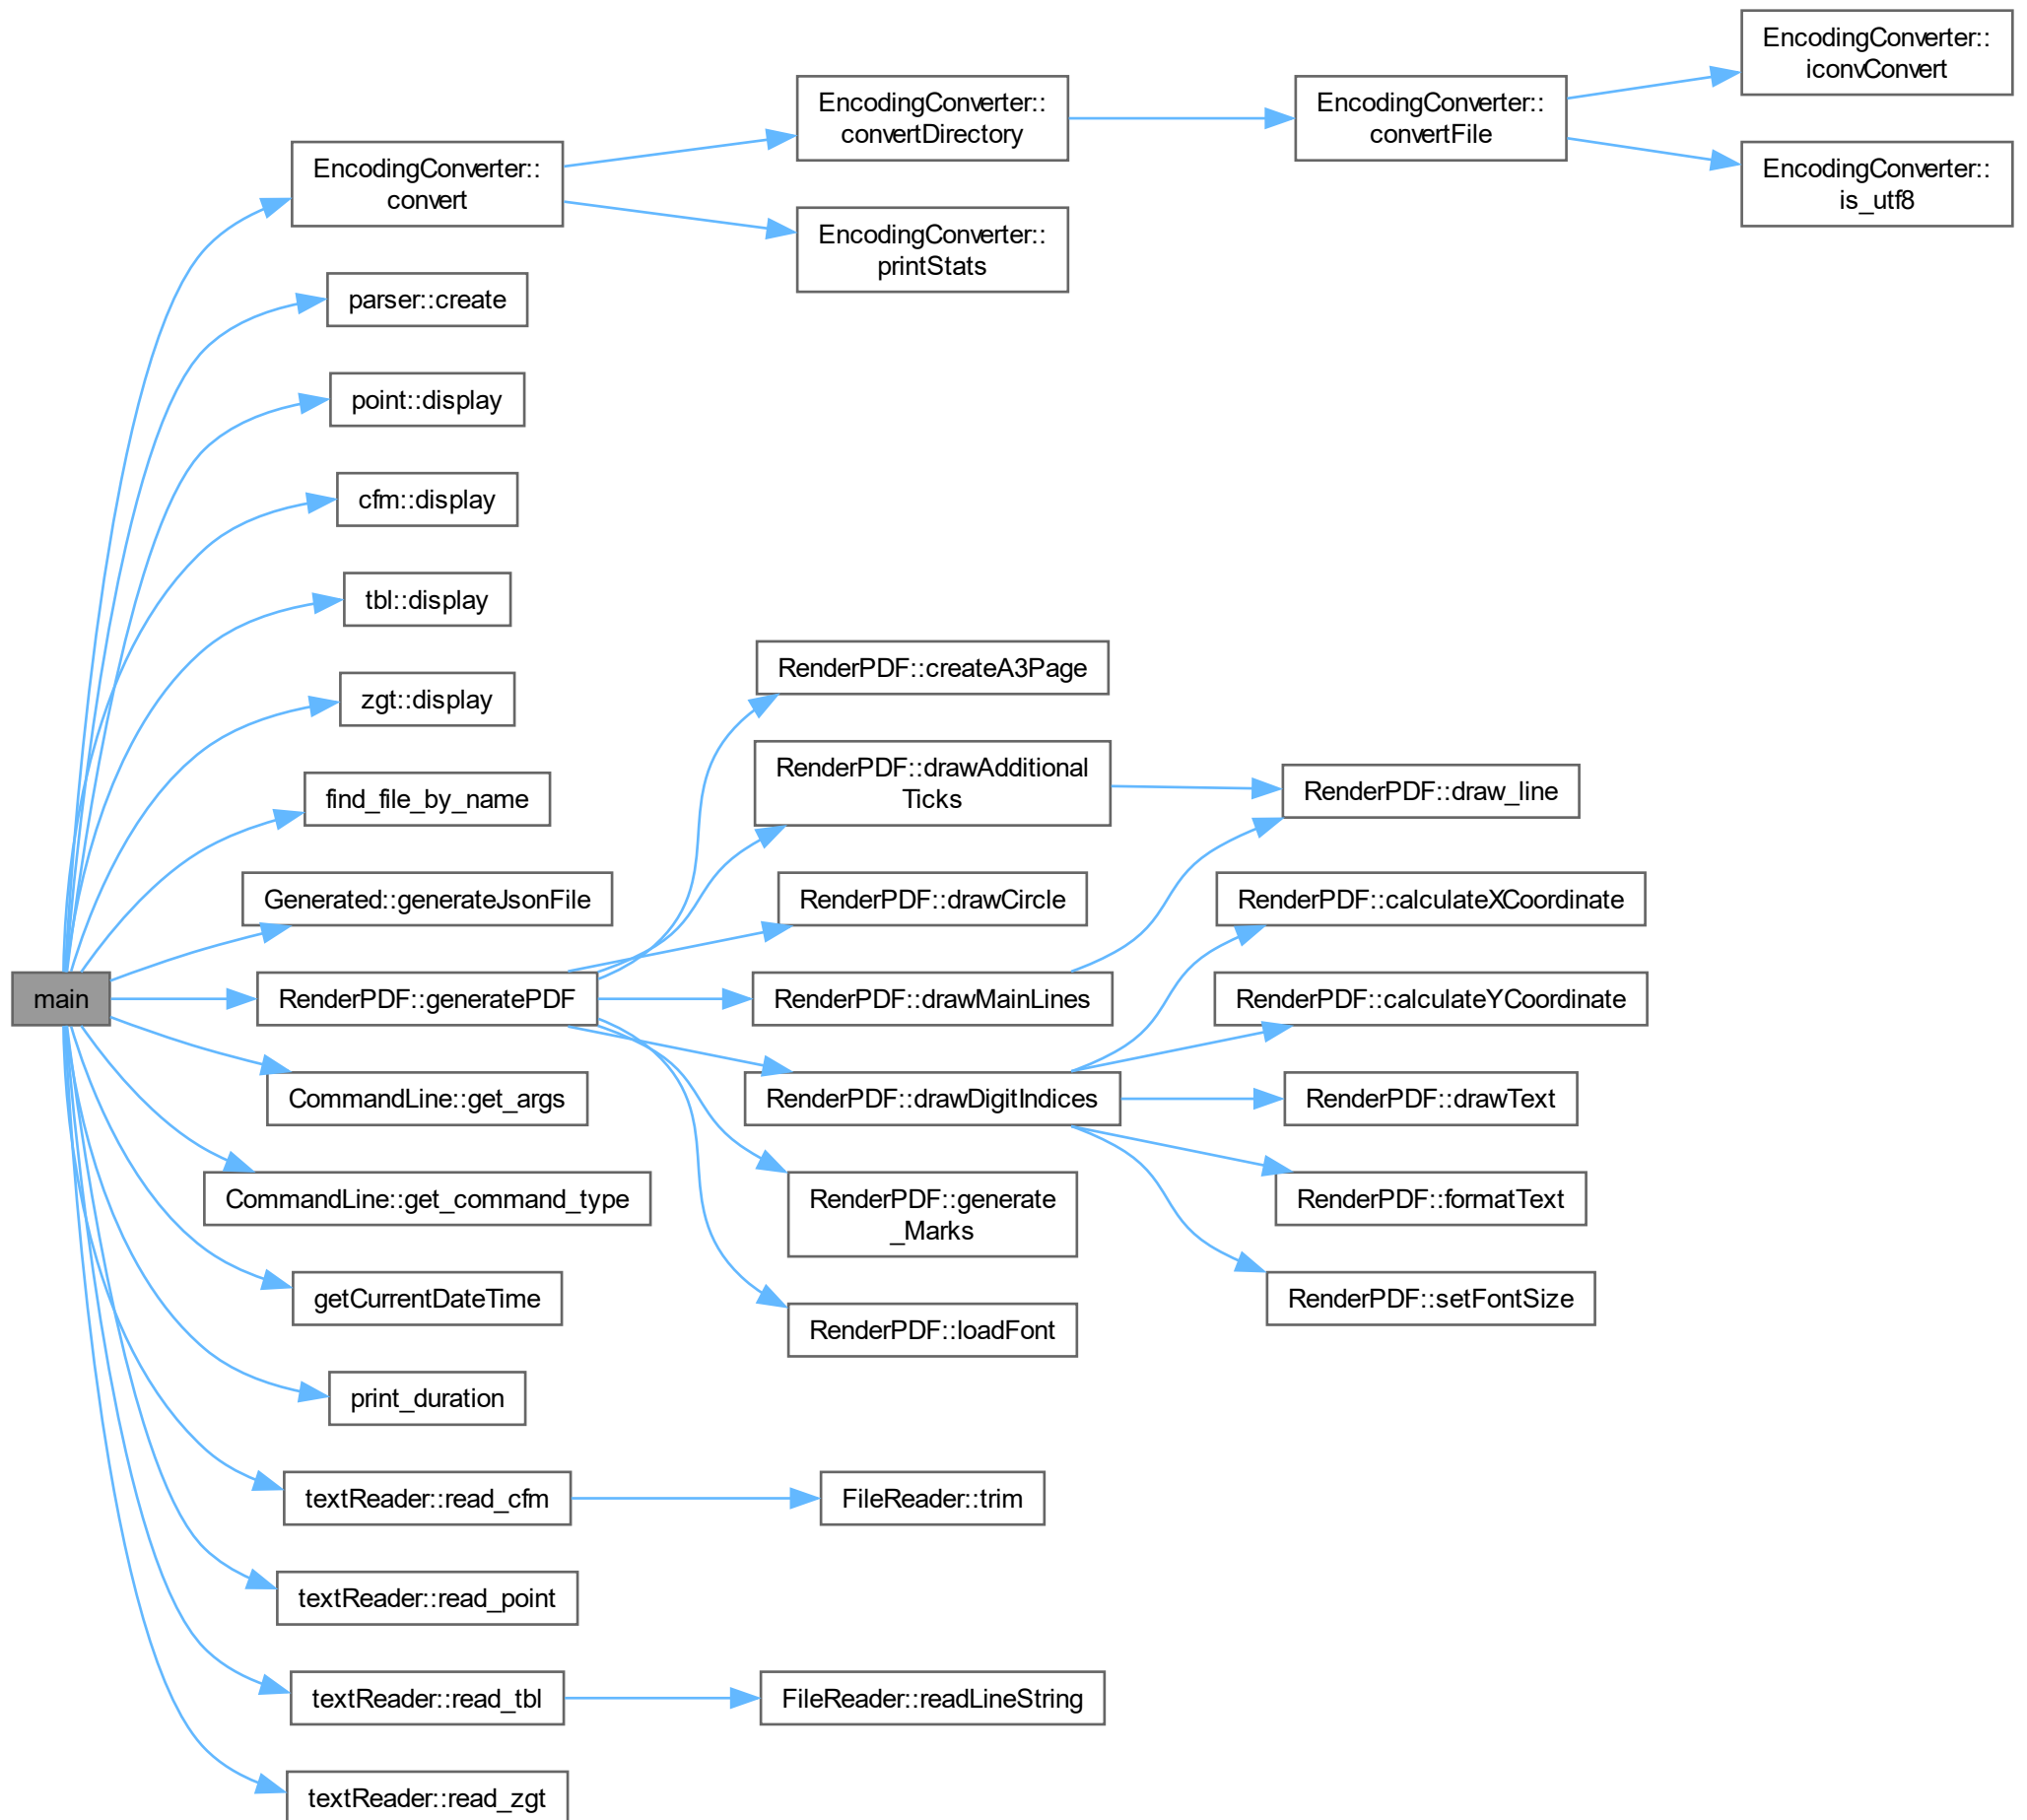 EncodingConverter::
iconvConvert
EncodingConverter::
convertDirectory
EncodingConverter::
convertFile
EncodingConverter::
convert
EncodingConverter::
is_utf8
EncodingConverter::
printStats
parser::create
point::display
cfm::display
tbl::display
zgt::display
find_file_by_name
Generated::generateJsonFile
main
RenderPDF::generatePDF
CommandLine::get_args
CommandLine::get_command_type
getCurrentDateTime
print_duration
textReader::read_cfm
textReader::read_point
textReader::read_tbl
textReader::read_zgt
RenderPDF::createA3Page
RenderPDF::drawAdditional
Ticks
RenderPDF::drawCircle
RenderPDF::drawMainLines
RenderPDF::drawDigitIndices
RenderPDF::generate
_Marks
RenderPDF::loadFont
RenderPDF::draw_line
RenderPDF::calculateXCoordinate
RenderPDF::calculateYCoordinate
RenderPDF::drawText
RenderPDF::formatText
RenderPDF::setFontSize
FileReader::trim
FileReader::readLineString